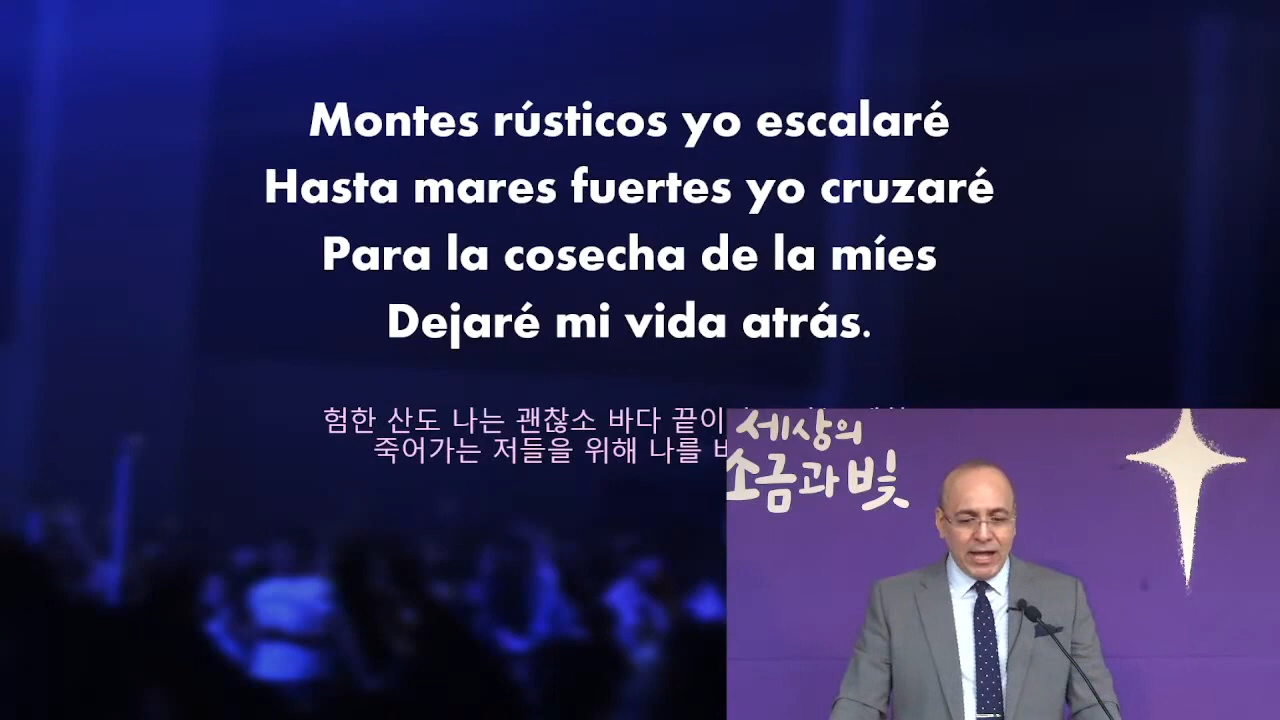 Montes rústicos yo escalaré
Hasta mares fuertes yo cruzaré
Para la cosecha de la míes
Dejaré mi vida atrás.
험한 산도 나는 괜찮소 바다 끝이
죽어가는 저들을 위해 나를
세상의
소금과 빛